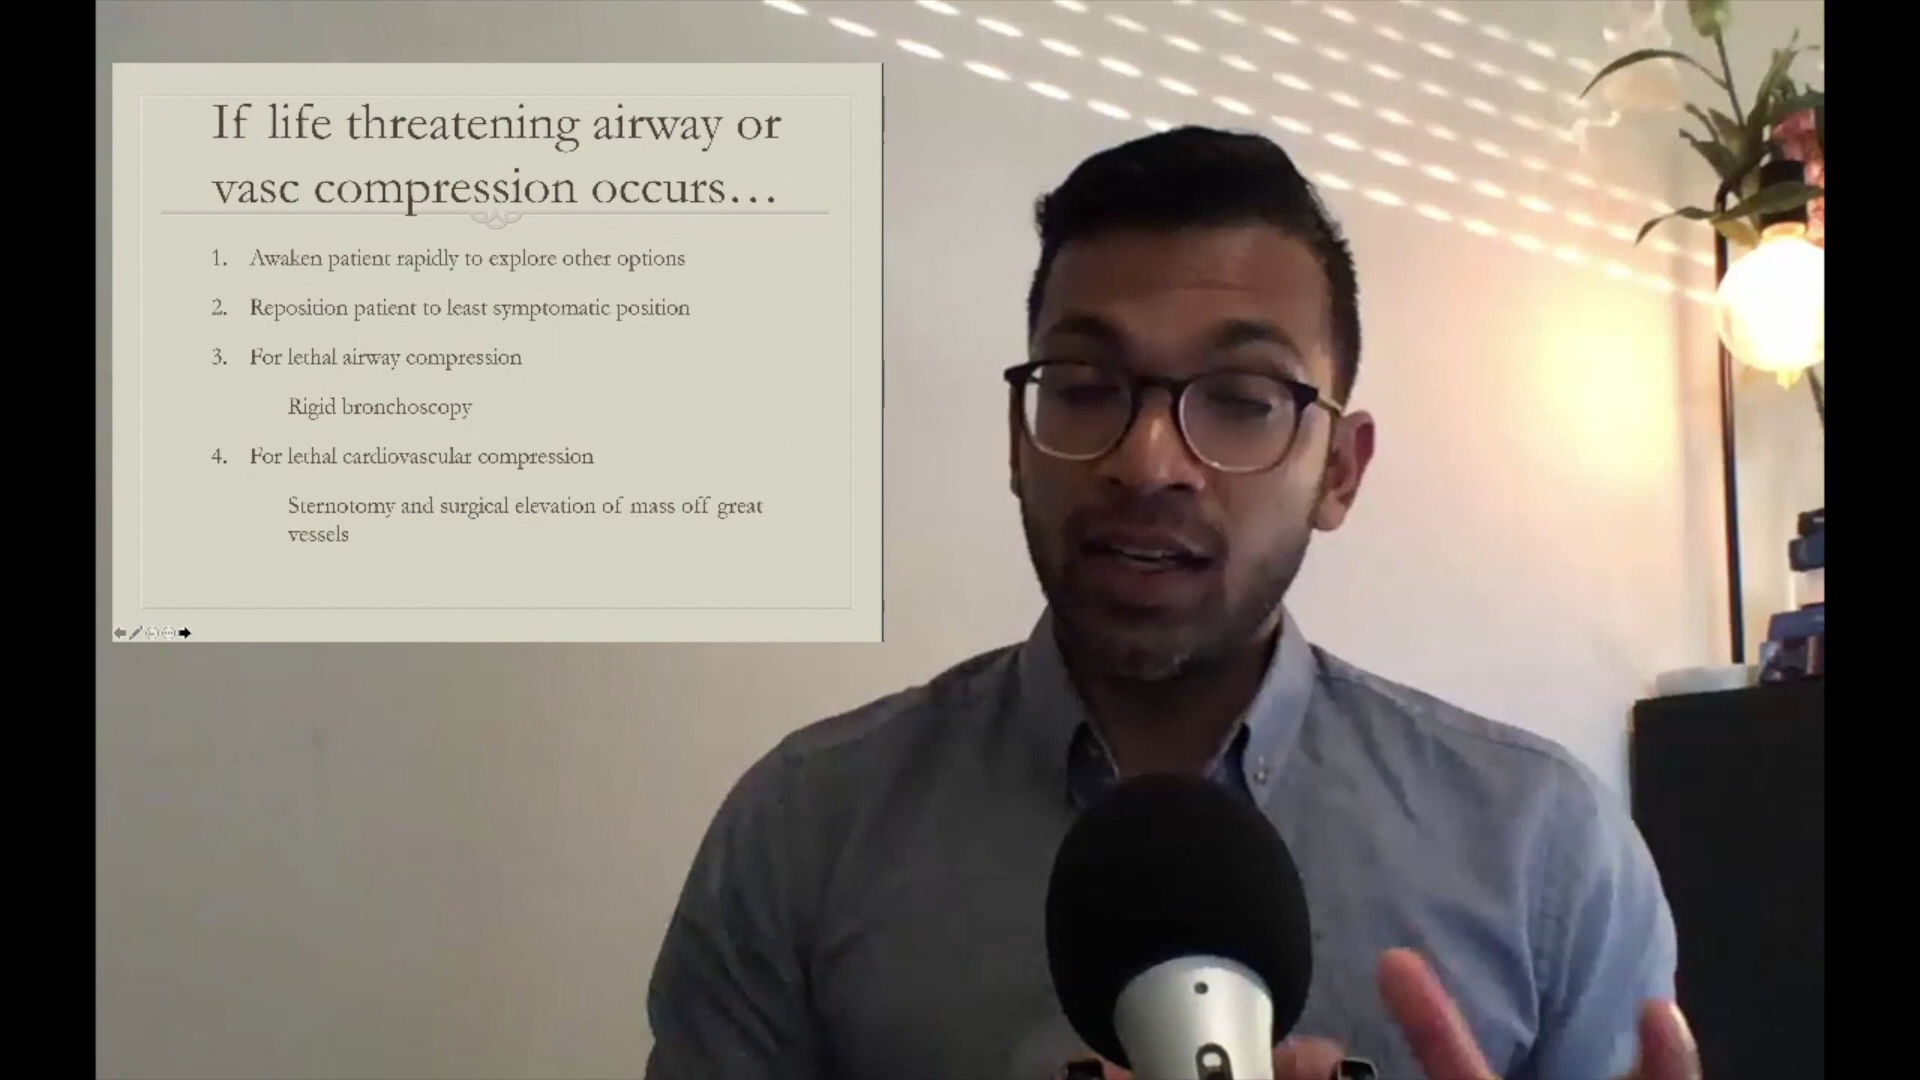 If life threatening airway or
vasc compression occurs...
1. Awaken patient rapidly to explore other options
2. Reposition patient to least symptomatic position
3. For lethal airway compression
Rigid bronchoscopy
4. For lethal cardiovascular compression
Sternotomy and surgical elevation of mass off great
vessels